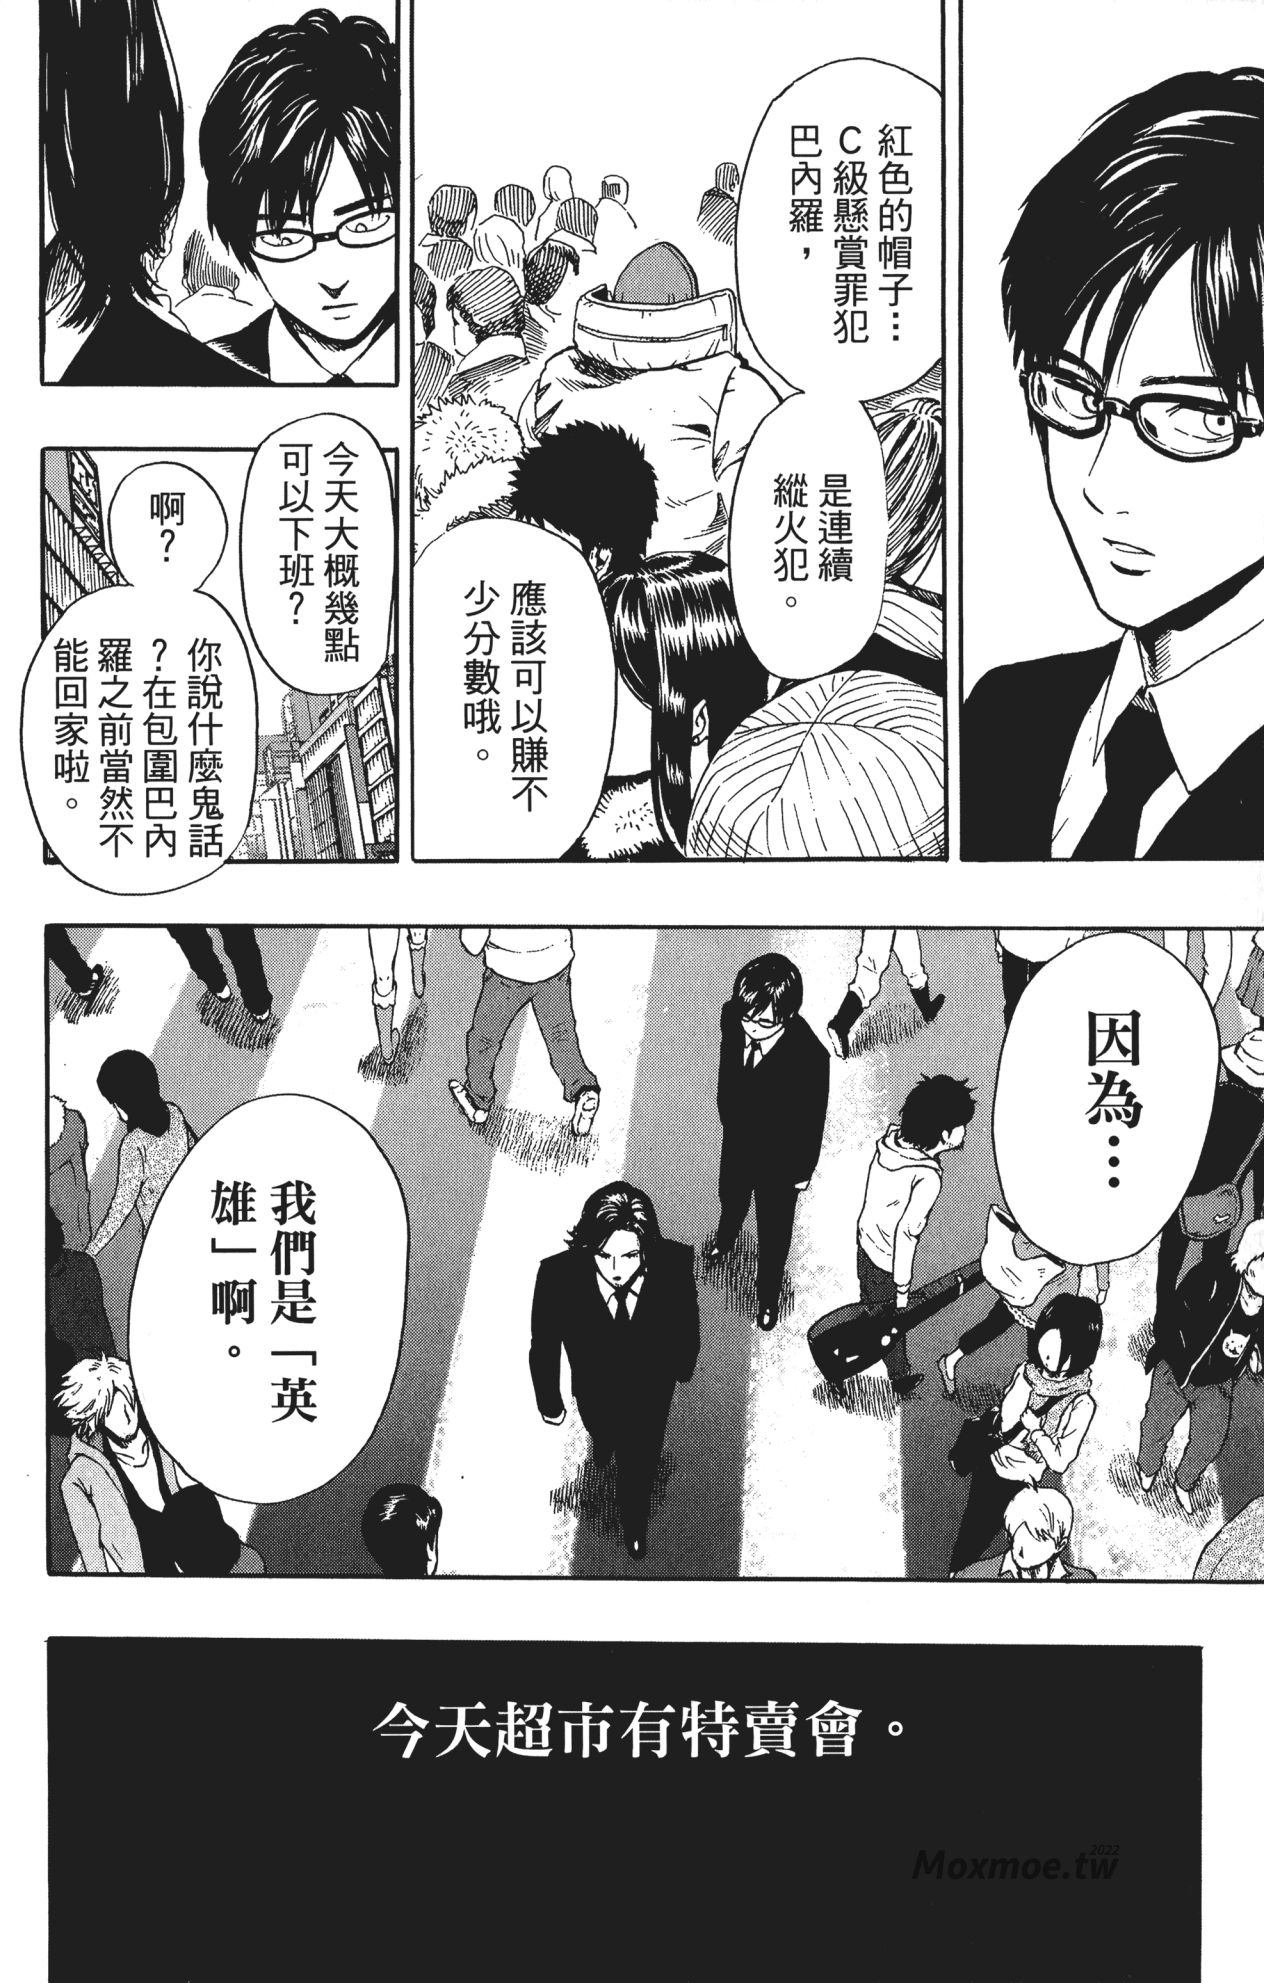 紅色的帽子…
C級懸賞罪犯
巴內羅，
是連續
縱火犯。
應該可以賺不
少分數哦。
今天大概幾點
可以下班？
啊？
你說什麼鬼話
？在包圍巴內
羅之前當然不
能回家啦。
因為…
我們是「英
雄」啊。
今天超市有特賣會。
2022
Moxmoe.tw